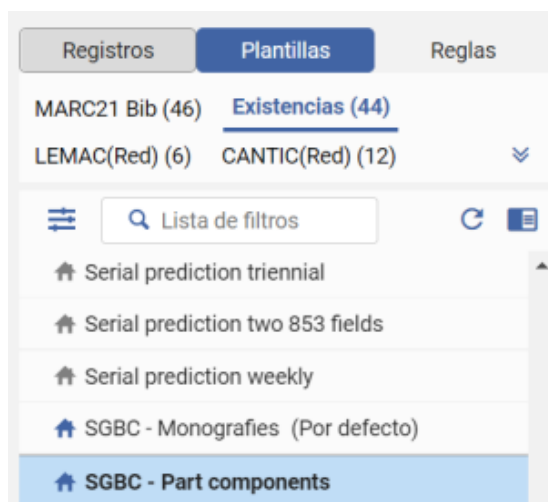 Registros Plantillas Reglas
MARC21 Bib (46) Existencias (44)
LEMAC(Red) (6) CANTIC(Red) (12)
Lista de filtros
Serial prediction triennial
Serial prediction two 853 fields
Serial prediction weekly
SGBC - Monografies (Por defecto)
SGBC - Part components